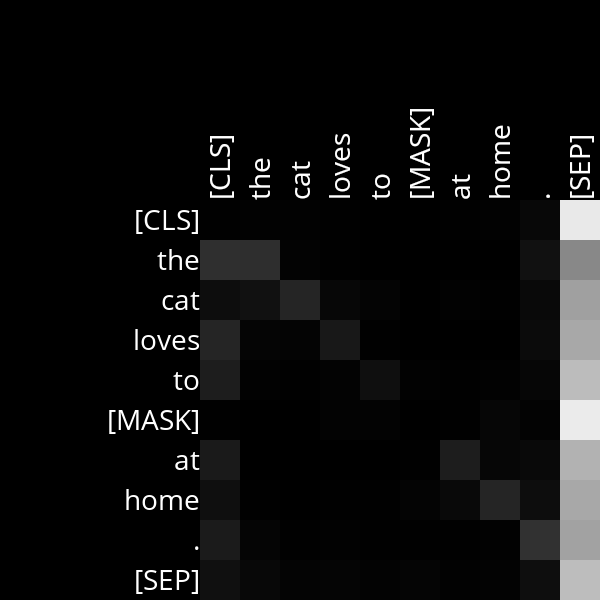 [CLS] the cat loves to [MASK] at home . [SEP]
[CLS]
the
cat
loves
to
[MASK]
at
home
.
[SEP]